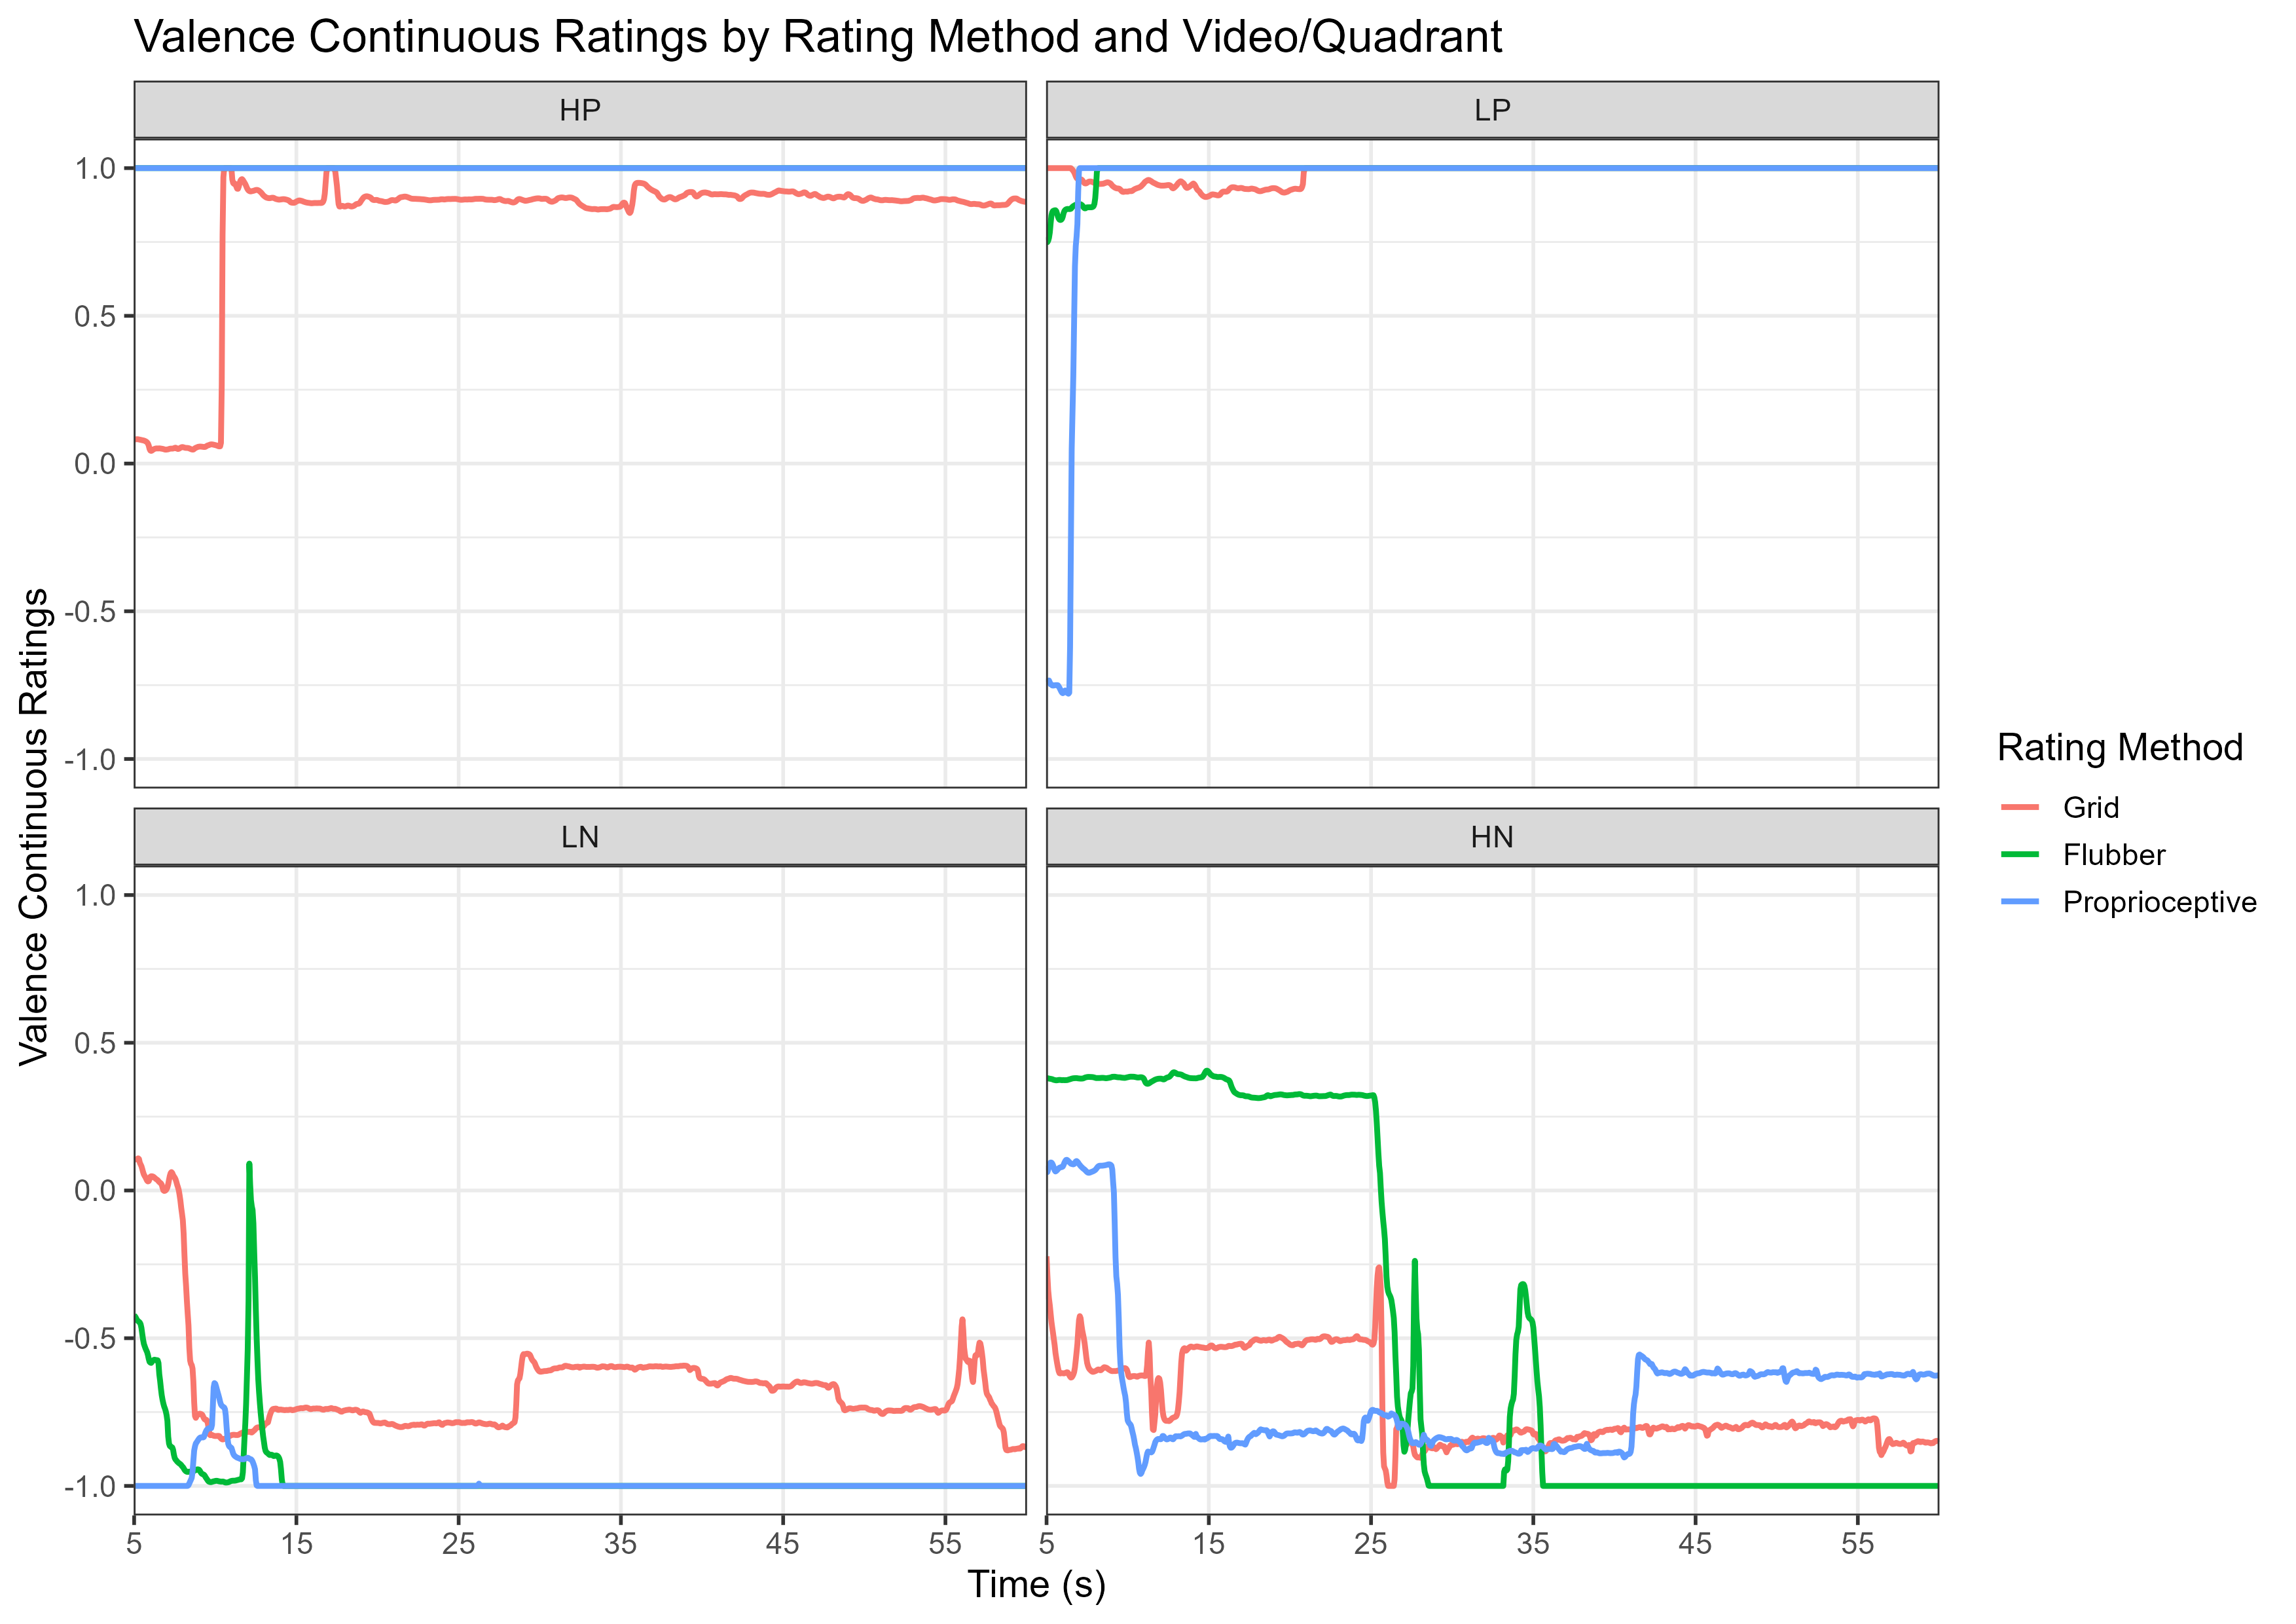 Valence Continuous Ratings by Rating Method and Video/Quadrant
HP
LP
1.0
0.5
0.0
-0.5
-1.0
LN
HN
1.0
0.5
0.0
-0.5
-1.0
Valence Continuous Ratings
5 15 25 35 45 55
5 15 25 35 45 55
Time (s)
Rating Method
Grid
Flubber
Proprioceptive